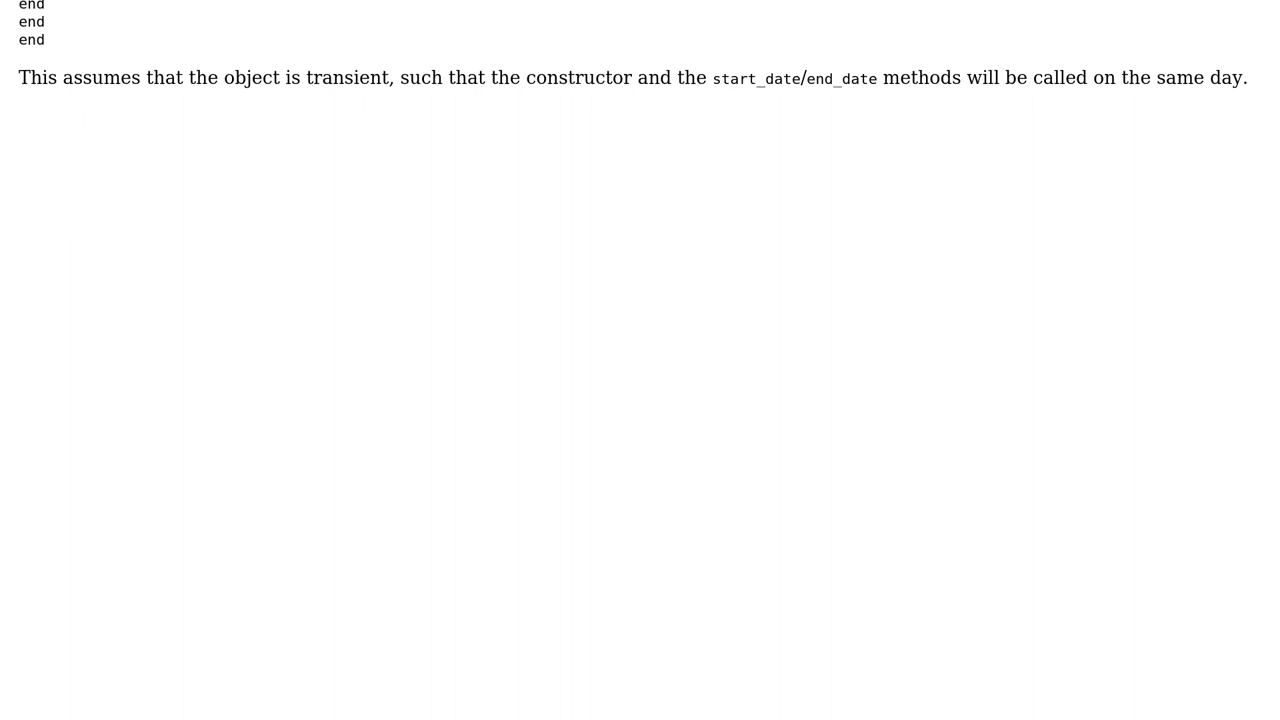 end
end
end
This assumes that the object is transient, such that the constructor and the start_date/end_date methods will be called on the same day.